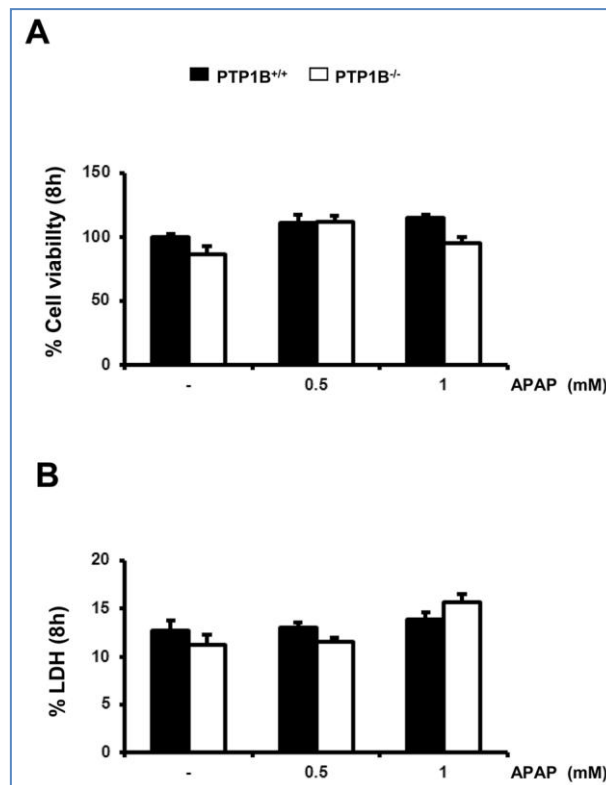 A
PTP1B+/+ PTP1B-/-
% Cell viability (8h)
150
100
50
0
- 0.5 1 APAP (mM)
B
% LDH (8h)
20
15
10
5
0
- 0.5 1 APAP (mM)